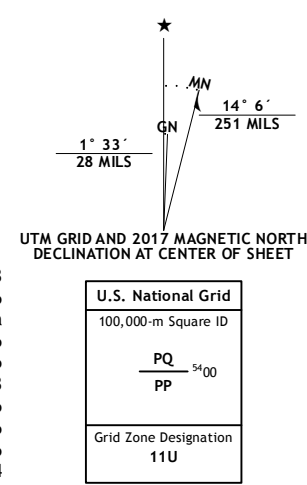 ★
MN
GN
14° 6´
251 MILS
1° 33´
28 MILS
UTM GRID AND 2017 MAGNETIC NORTH
DECLINATION AT CENTER OF SHEET
U.S. National Grid
100,000-m Square ID
PQ
PP
5400
Grid Zone Designation
11U